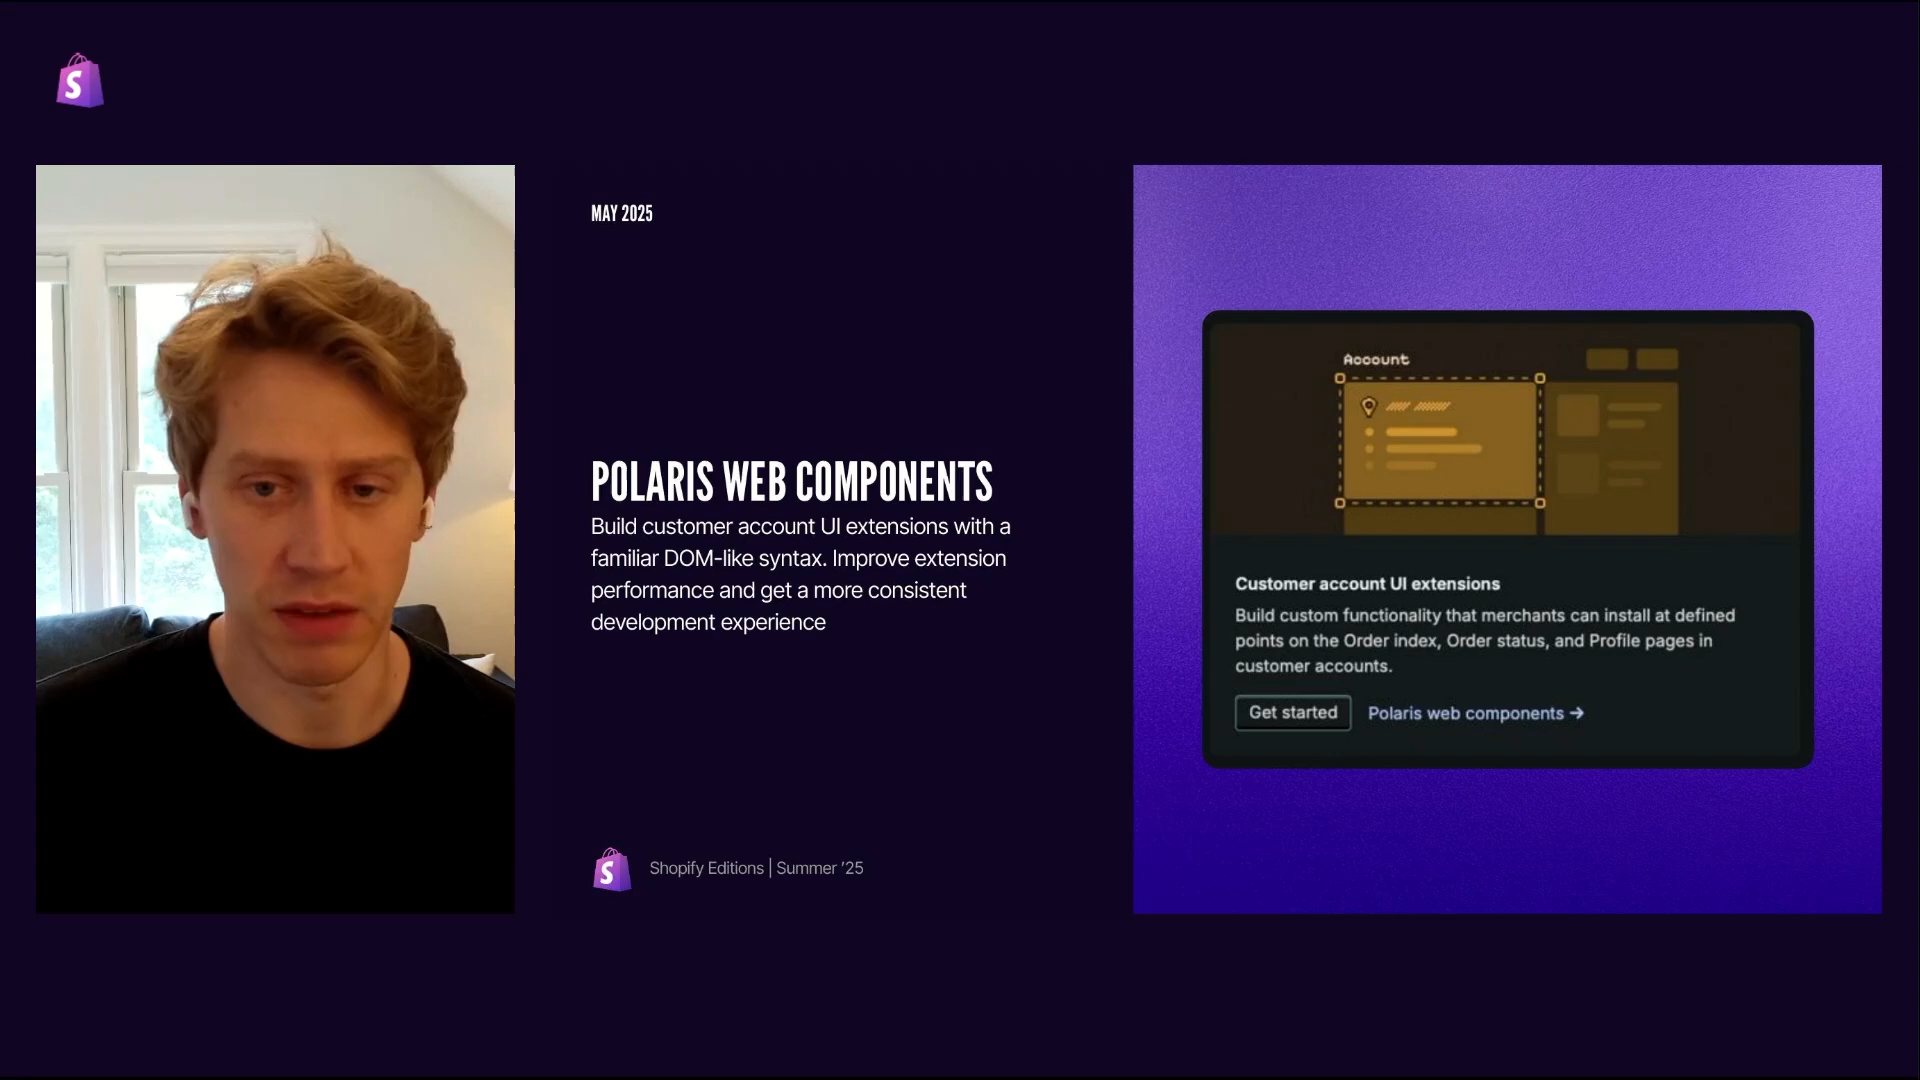 MAY 2025
POLARIS WEB COMPONENTS
Build customer account UI extensions with a
familiar DOM-like syntax. Improve extension
performance and get a more consistent
development experience
S
Shopify Editions | Summer ’25
S
Account
Customer account UI extensions
Build custom functionality that merchants can install at defined
points on the Order index, Order status, and Profile pages in
customer accounts.
Get started
Polaris web components →